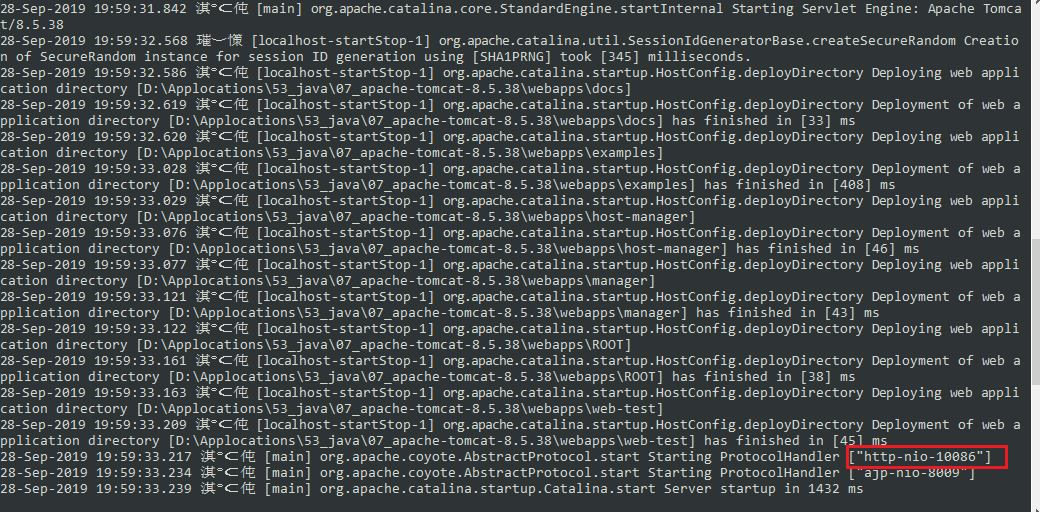 28-Sep-2019 19:59:31.842 淇℃伅 [main] org.apache.catalina.core.StandardEngine.startInternal Starting Servlet Engine: Apache Tomca
t/8.5.38
28-Sep-2019 19:59:32.568 璀﹀憡 [localhost-startStop-1] org.apache.catalina.util.SessionIdGeneratorBase.createSecureRandom Creatio
n of SecureRandom instance for session ID generation using [SHA1PRNG] took [345] milliseconds.
28-Sep-2019 19:59:32.586 淇℃伅 [localhost-startStop-1] org.apache.catalina.startup.HostConfig.deployDirectory Deploying web appli
cation directory [D:\Applocations\53_java\07_apache-tomcat-8.5.38\webapps\docs]
28-Sep-2019 19:59:32.619 淇℃伅 [localhost-startStop-1] org.apache.catalina.startup.HostConfig.deployDirectory Deployment of web a
pplication directory [D:\Applocations\53_java\07_apache-tomcat-8.5.38\webapps\docs] has finished in [33] ms
28-Sep-2019 19:59:32.620 淇℃伅 [localhost-startStop-1] org.apache.catalina.startup.HostConfig.deployDirectory Deploying web appli
cation directory [D:\Applocations\53_java\07_apache-tomcat-8.5.38\webapps\examples]
28-Sep-2019 19:59:33.028 淇℃伅 [localhost-startStop-1] org.apache.catalina.startup.HostConfig.deployDirectory Deployment of web a
pplication directory [D:\Applocations\53_java\07_apache-tomcat-8.5.38\webapps\examples] has finished in [408] ms
28-Sep-2019 19:59:33.029 淇℃伅 [localhost-startStop-1] org.apache.catalina.startup.HostConfig.deployDirectory Deploying web appli
cation directory [D:\Applocations\53_java\07_apache-tomcat-8.5.38\webapps\host-manager]
28-Sep-2019 19:59:33.076 淇℃伅 [localhost-startStop-1] org.apache.catalina.startup.HostConfig.deployDirectory Deployment of web a
pplication directory [D:\Applocations\53_java\07_apache-tomcat-8.5.38\webapps\host-manager] has finished in [46] ms
28-Sep-2019 19:59:33.077 淇℃伅 [localhost-startStop-1] org.apache.catalina.startup.HostConfig.deployDirectory Deploying web appli
cation directory [D:\Applocations\53_java\07_apache-tomcat-8.5.38\webapps\manager]
28-Sep-2019 19:59:33.121 淇℃伅 [localhost-startStop-1] org.apache.catalina.startup.HostConfig.deployDirectory Deployment of web a
pplication directory [D:\Applocations\53_java\07_apache-tomcat-8.5.38\webapps\manager] has finished in [43] ms
28-Sep-2019 19:59:33.122 淇℃伅 [localhost-startStop-1] org.apache.catalina.startup.HostConfig.deployDirectory Deploying web appli
cation directory [D:\Applocations\53_java\07_apache-tomcat-8.5.38\webapps\ROOT]
28-Sep-2019 19:59:33.161 淇℃伅 [localhost-startStop-1] org.apache.catalina.startup.HostConfig.deployDirectory Deployment of web a
pplication directory [D:\Applocations\53_java\07_apache-tomcat-8.5.38\webapps\ROOT] has finished in [38] ms
28-Sep-2019 19:59:33.163 淇℃伅 [localhost-startStop-1] org.apache.catalina.startup.HostConfig.deployDirectory Deploying web appli
cation directory [D:\Applocations\53_java\07_apache-tomcat-8.5.38\webapps\web-test]
28-Sep-2019 19:59:33.209 淇℃伅 [localhost-startStop-1] org.apache.catalina.startup.HostConfig.deployDirectory Deployment of web a
pplication directory [D:\Applocations\53_java\07_apache-tomcat-8.5.38\webapps\web-test] has finished in [45] ms
28-Sep-2019 19:59:33.217 淇℃伅 [main] org.apache.coyote.AbstractProtocol.start Starting ProtocolHandler ["http-nio-10086"]
28-Sep-2019 19:59:33.234 淇℃伅 [main] org.apache.coyote.AbstractProtocol.start Starting ProtocolHandler ["ajp-nio-8009"]
28-Sep-2019 19:59:33.239 淇℃伅 [main] org.apache.catalina.startup.Catalina.start Server startup in 1432 ms